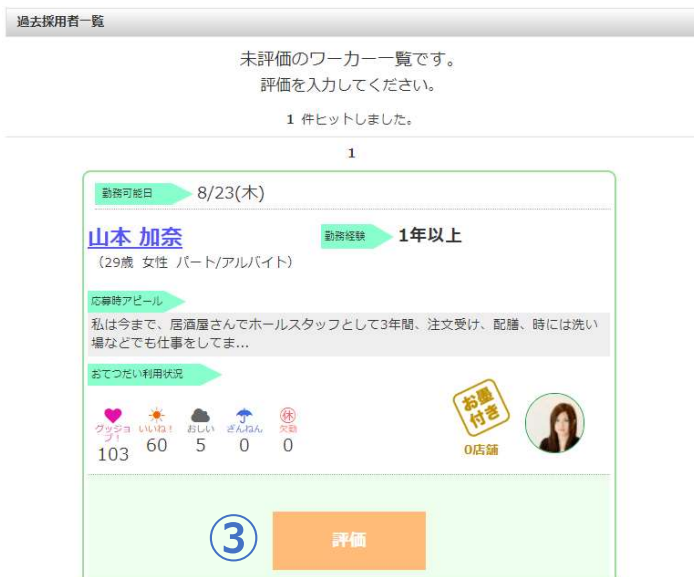 過去採用者一覧
未評価のワーカー一覧です。
評価を入力してください。
1 件ヒットしました。
1
勤務可能日 8/23(木)
山本 加奈 勤務経験 1年以上
（29歳 女性 パート/アルバイト）
応募時アピール
私は今まで、居酒屋さんでホールスタッフとして3年間、注文受け、配膳、時には洗い
場などでも仕事をしてま...
おてつだい利用状況
グッジョブ！ いいね！ おしい ざんねん 休 欠勤
103 60 5 0 0
お墨付き
0店舗
③ 評価